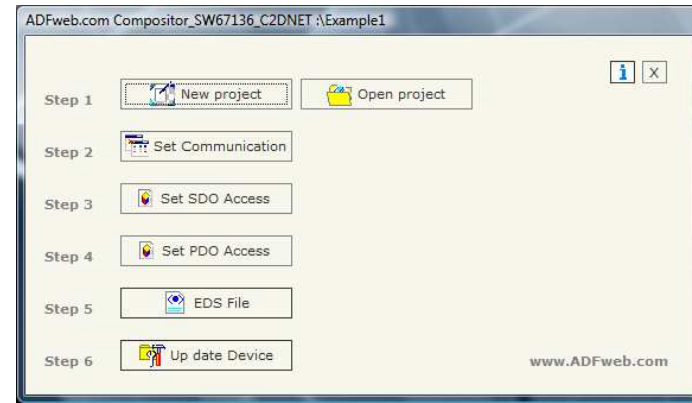 ADFweb.com Compositor_SW67136_C2DNET :\Example1
i X
Step 1 New project Open project
Step 2 Set Communication
Step 3 Set SDO Access
Step 4 Set PDO Access
Step 5 EDS File
Step 6 Up date Device
www.ADFweb.com